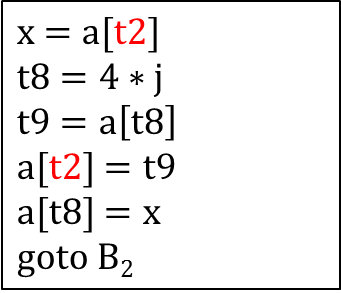 x = a[t2]
t8 = 4 * j
t9 = a[t8]
a[t2] = t9
a[t8] = x
goto B₂